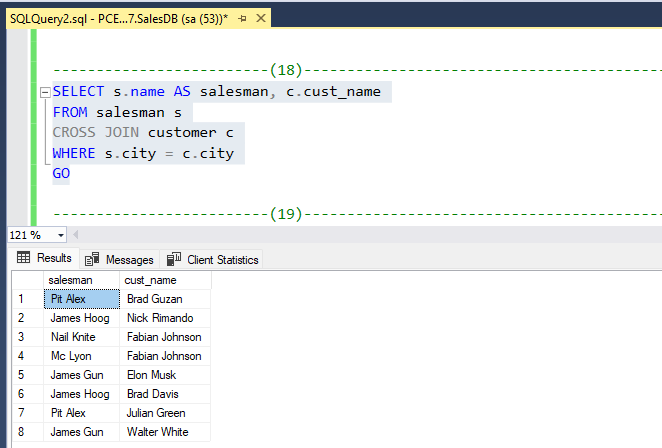 SQLQuery2.sql - PCE...7.SalesDB (sa (53))*
-------------------------(18)-----------------------------------------
SELECT s.name AS salesman, c.cust_name
FROM salesman s
CROSS JOIN customer c
WHERE s.city = c.city
GO
-------------------------(19)-----------------------------------------
121 %
Results Messages Client Statistics
salesman cust_name
1 Pit Alex Brad Guzan
2 James Hoog Nick Rimando
3 Nail Knite Fabian Johnson
4 Mc Lyon Fabian Johnson
5 James Gun Elon Musk
6 James Hoog Brad Davis
7 Pit Alex Julian Green
8 James Gun Walter White